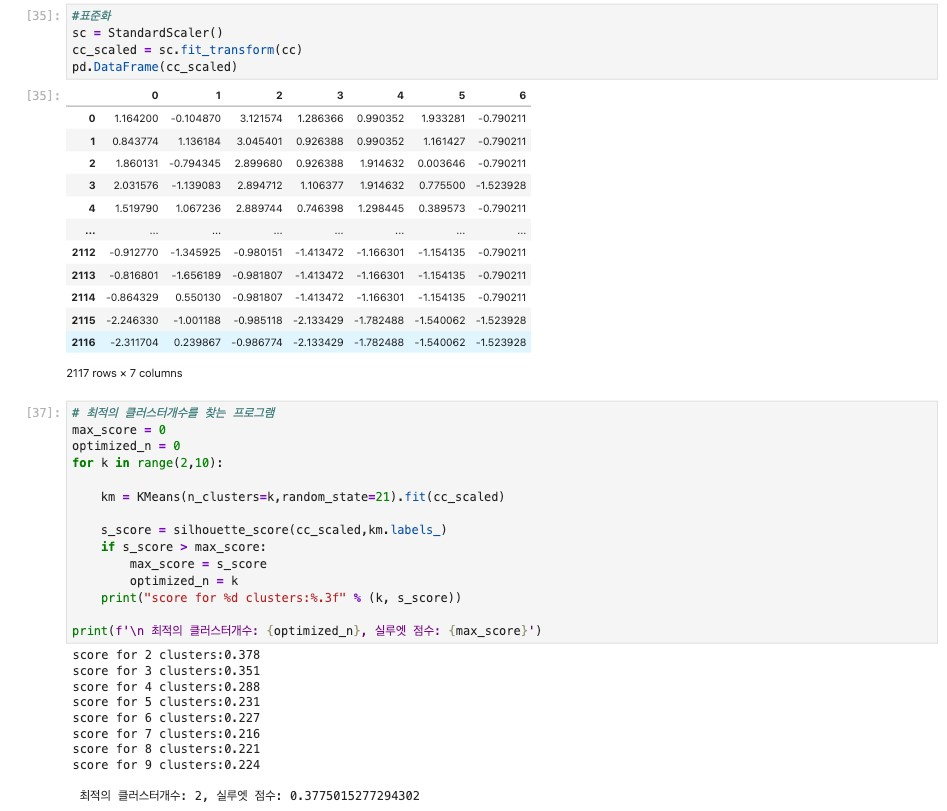 [35]: #표준화
sc = StandardScaler()
cc_scaled = sc.fit_transform(cc)
pd.DataFrame(cc_scaled)
[35]: 0 1 2 3 4 5 6
0 1.164200 -0.104870 3.121574 1.286366 0.990352 1.933281 -0.790211
1 0.843774 1.136184 3.045401 0.926388 0.990352 1.161427 -0.790211
2 1.860131 -0.794345 2.899680 0.926388 1.914632 0.003646 -0.790211
3 2.031576 -1.139083 2.894712 1.106377 1.914632 0.775500 -1.523928
4 1.519790 1.067236 2.889744 0.746398 1.298445 0.389573 -0.790211
... ... ... ... ... ... ... ...
2112 -0.912770 -1.345925 -0.980151 -1.413472 -1.166301 -1.154135 -0.790211
2113 -0.816801 -1.656189 -0.981807 -1.413472 -1.166301 -1.154135 -0.790211
2114 -0.864329 0.550130 -0.981807 -1.413472 -1.166301 -1.154135 -0.790211
2115 -2.246330 -1.001188 -0.985118 -2.133429 -1.782488 -1.540062 -1.523928
2116 -2.311704 0.239867 -0.986774 -2.133429 -1.782488 -1.540062 -1.523928
2117 rows × 7 columns
[37]: # 최적의 클러스터개수를 찾는 프로그램
max_score = 0
optimized_n = 0
for k in range(2,10):
km = KMeans(n_clusters=k,random_state=21).fit(cc_scaled)
s_score = silhouette_score(cc_scaled,km.labels_)
if s_score > max_score:
max_score = s_score
optimized_n = k
print("score for %d clusters:%.3f" % (k, s_score))
print(f'\n 최적의 클러스터개수: {optimized_n}, 실루엣 점수: {max_score}')
score for 2 clusters:0.378
score for 3 clusters:0.351
score for 4 clusters:0.288
score for 5 clusters:0.231
score for 6 clusters:0.227
score for 7 clusters:0.216
score for 8 clusters:0.221
score for 9 clusters:0.224
최적의 클러스터개수: 2, 실루엣 점수: 0.3775015277294302